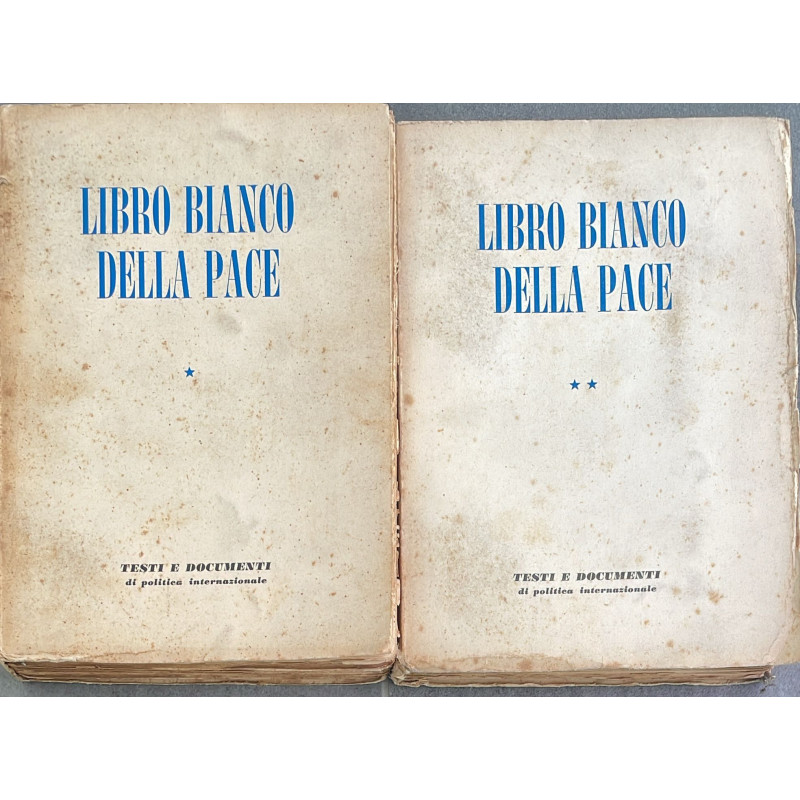 LIBRO BIANCO
DELLA PACE
★
TESTI E DOCUMENTI
di politica internazionale
LIBRO BIANCO
DELLA PACE
★★
TESTI E DOCUMENTI
di politica internazionale